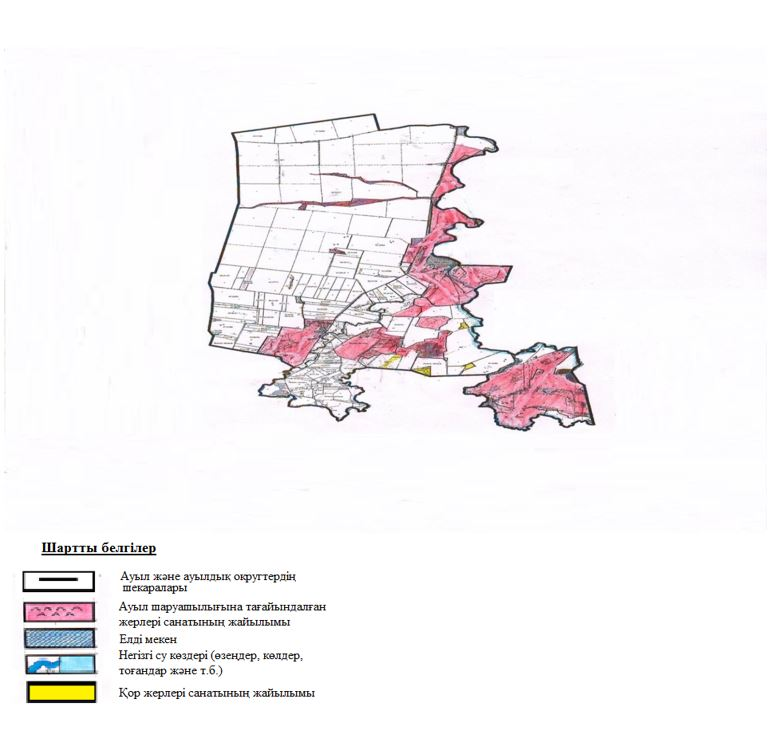 Шартты белгілер
Ауыл және ауылдық округтердің
шекаралары
Ауыл шаруашылығына тағайындалған
жерлері санатының жайылымы
Елді мекен
Негізгі су көздері (өзендер, көлдер,
тоғандар және т.б.)
Қор жерлері санатының жайылымы